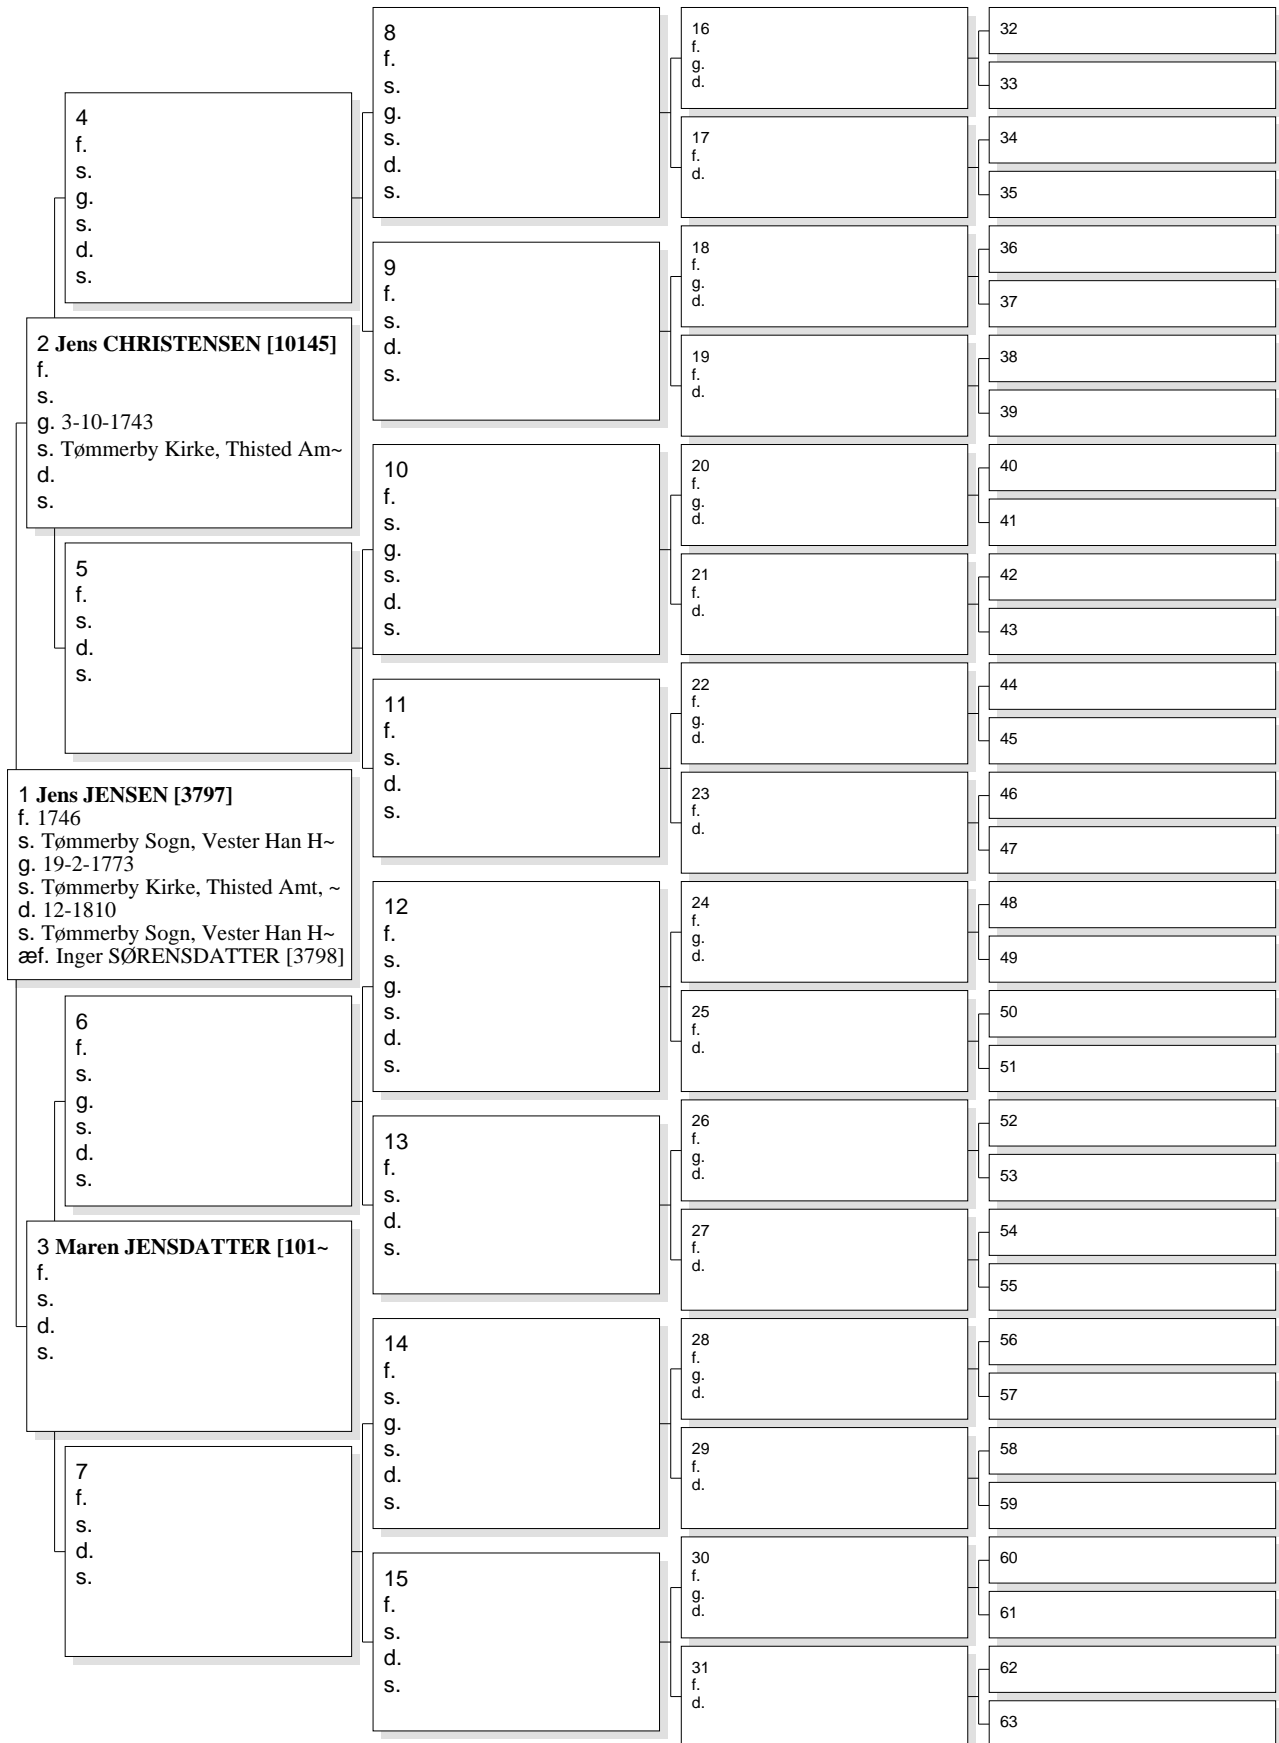 4
f.
s.
g.
s.
d.
s.
2 Jens CHRISTENSEN [10145]
f.
s.
g. 3-10-1743
s. Tømmerby Kirke, Thisted Am~
d.
s.
5
f.
s.
d.
s.
1 Jens JENSEN [3797]
f. 1746
s. Tømmerby Sogn, Vester Han H~
g. 19-2-1773
s. Tømmerby Kirke, Thisted Amt, ~
d. 12-1810
s. Tømmerby Sogn, Vester Han H~
æf. Inger SØRENSDATTER [3798]
6
f.
s.
g.
s.
d.
s.
3 Maren JENSDATTER [101~
f.
s.
d.
s.
7
f.
s.
d.
s.
8
f.
s.
g.
s.
d.
s.
9
f.
s.
d.
s.
10
f.
s.
g.
s.
d.
s.
11
f.
s.
d.
s.
12
f.
s.
g.
s.
d.
s.
13
f.
s.
d.
s.
14
f.
s.
g.
s.
d.
s.
15
f.
s.
d.
s.
16
f.
g.
d.
17
f.
d.
18
f.
g.
d.
19
f.
d.
20
f.
g.
d.
21
f.
d.
22
f.
g.
d.
23
f.
d.
24
f.
g.
d.
25
f.
d.
26
f.
g.
d.
27
f.
d.
28
f.
g.
d.
29
f.
d.
30
f.
g.
d.
31
f.
d.
32
33
34
35
36
37
38
39
40
41
42
43
44
45
46
47
48
49
50
51
52
53
54
55
56
57
58
59
60
61
62
63